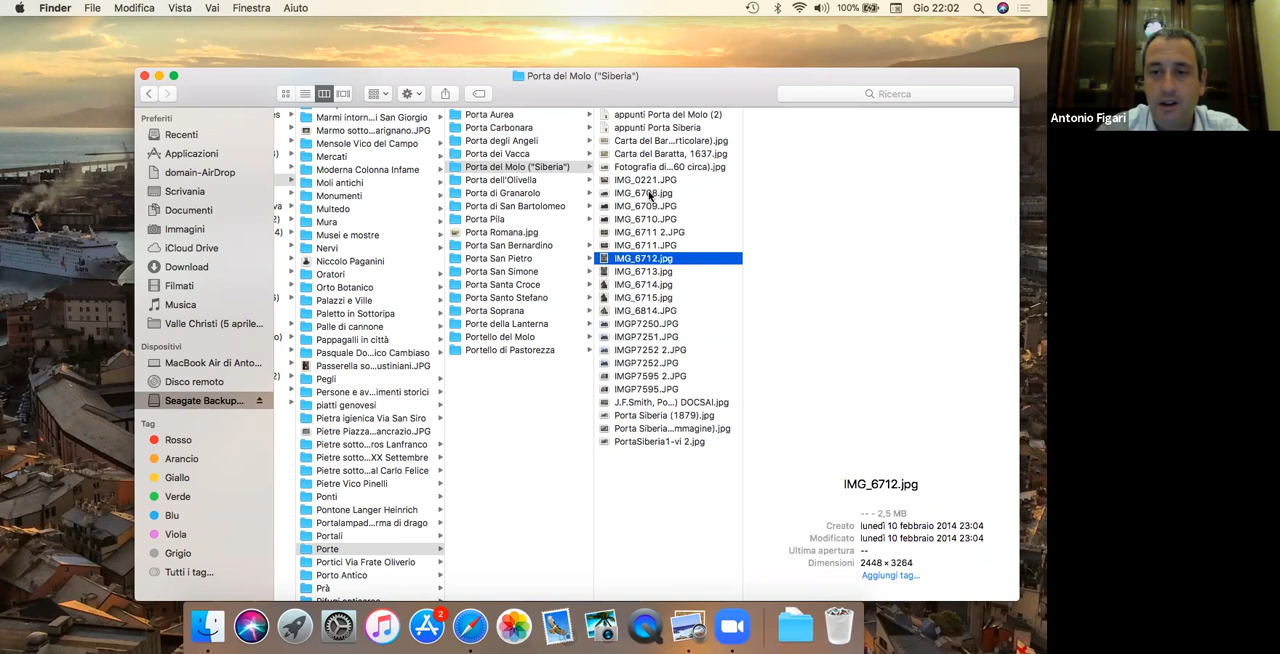 Finder File Modifica Vista Vai Finestra Aiuto 100% Gio 22:02
Porta del Molo ("Siberia")
Ricerca
Preferiti
Recenti
Applicazioni
domain-AirDrop
Scrivania
Documenti
Immagini
iCloud Drive
Download
Filmati
Musica
Valle Christi (5 aprile...
Dispositivi
MacBook Air di Anto...
Disco remoto
Seagate Backup...
Tag
Rosso
Arancio
Giallo
Verde
Blu
Viola
Grigio
Tutti i tag...
Marmi intorn...i San Giorgio
Marmo sotto...arignano.JPG
Mensole Vico del Campo
Mercati
Moderna Colonna Infame
Moli antichi
Monumenti
Multedo
Mura
Musei e mostre
Nervi
Niccolo Paganini
Oratori
Orto Botanico
Palazzi e Ville
Paletto in Sottoripa
Palle di cannone
Pappagalli in città
Pasquale Do...ico Cambiaso
Passerella so...ustiniani.JPG
Pegli
Persone e av...imenti storici
piatti genovesi
Pietra igienica Via San Siro
Pietre Piazza...ancrazio.JPG
Pietre sotto...ros Lanfranco
Pietre sotto...XX Settembre
Pietre sotto...al Carlo Felice
Pietre Vico Pinelli
Ponti
Pontone Langer Heinrich
Portalampad...rma di drago
Portali
Porte
Portici Via Frate Oliverio
Porto Antico
Prà
Porta Aurea
Porta Carbonara
Porta degli Angeli
Porta dei Vacca
Porta del Molo ("Siberia")
Porta dell'Olivella
Porta di Granarolo
Porta di San Bartolomeo
Porta Pila
Porta Romana.jpg
Porta San Bernardino
Porta San Pietro
Porta San Simone
Porta Santa Croce
Porta Santo Stefano
Porta Soprana
Porte della Lanterna
Portello del Molo
Portello di Pastorezza
appunti Porta del Molo (2)
appunti Porta Siberia
Carta del Bar...rticolare).jpg
Carta del Baratta, 1637.jpg
Fotografia di...60 circa).jpg
IMG_0221.JPG
IMG_6708.jpg
IMG_6709.JPG
IMG_6710.JPG
IMG_6711 2.JPG
IMG_6711.JPG
IMG_6712.jpg
IMG_6713.jpg
IMG_6714.jpg
IMG_6715.jpg
IMG_6814.JPG
IMGP7250.JPG
IMGP7251.JPG
IMGP7252 2.JPG
IMGP7252.JPG
IMGP7595 2.JPG
IMGP7595.JPG
J.F.Smith, Po...) DOCSAI.jpg
Porta Siberia (1879).jpg
Porta Siberia...mmagine).jpg
PortaSiberia1-vi 2.jpg
IMG_6712.jpg
-- - 2,5 MB
Creato lunedì 10 febbraio 2014 23:04
Modificato lunedì 10 febbraio 2014 23:04
Ultima apertura --
Dimensioni 2448 × 3264
Aggiungi tag...
2
Antonio Figari